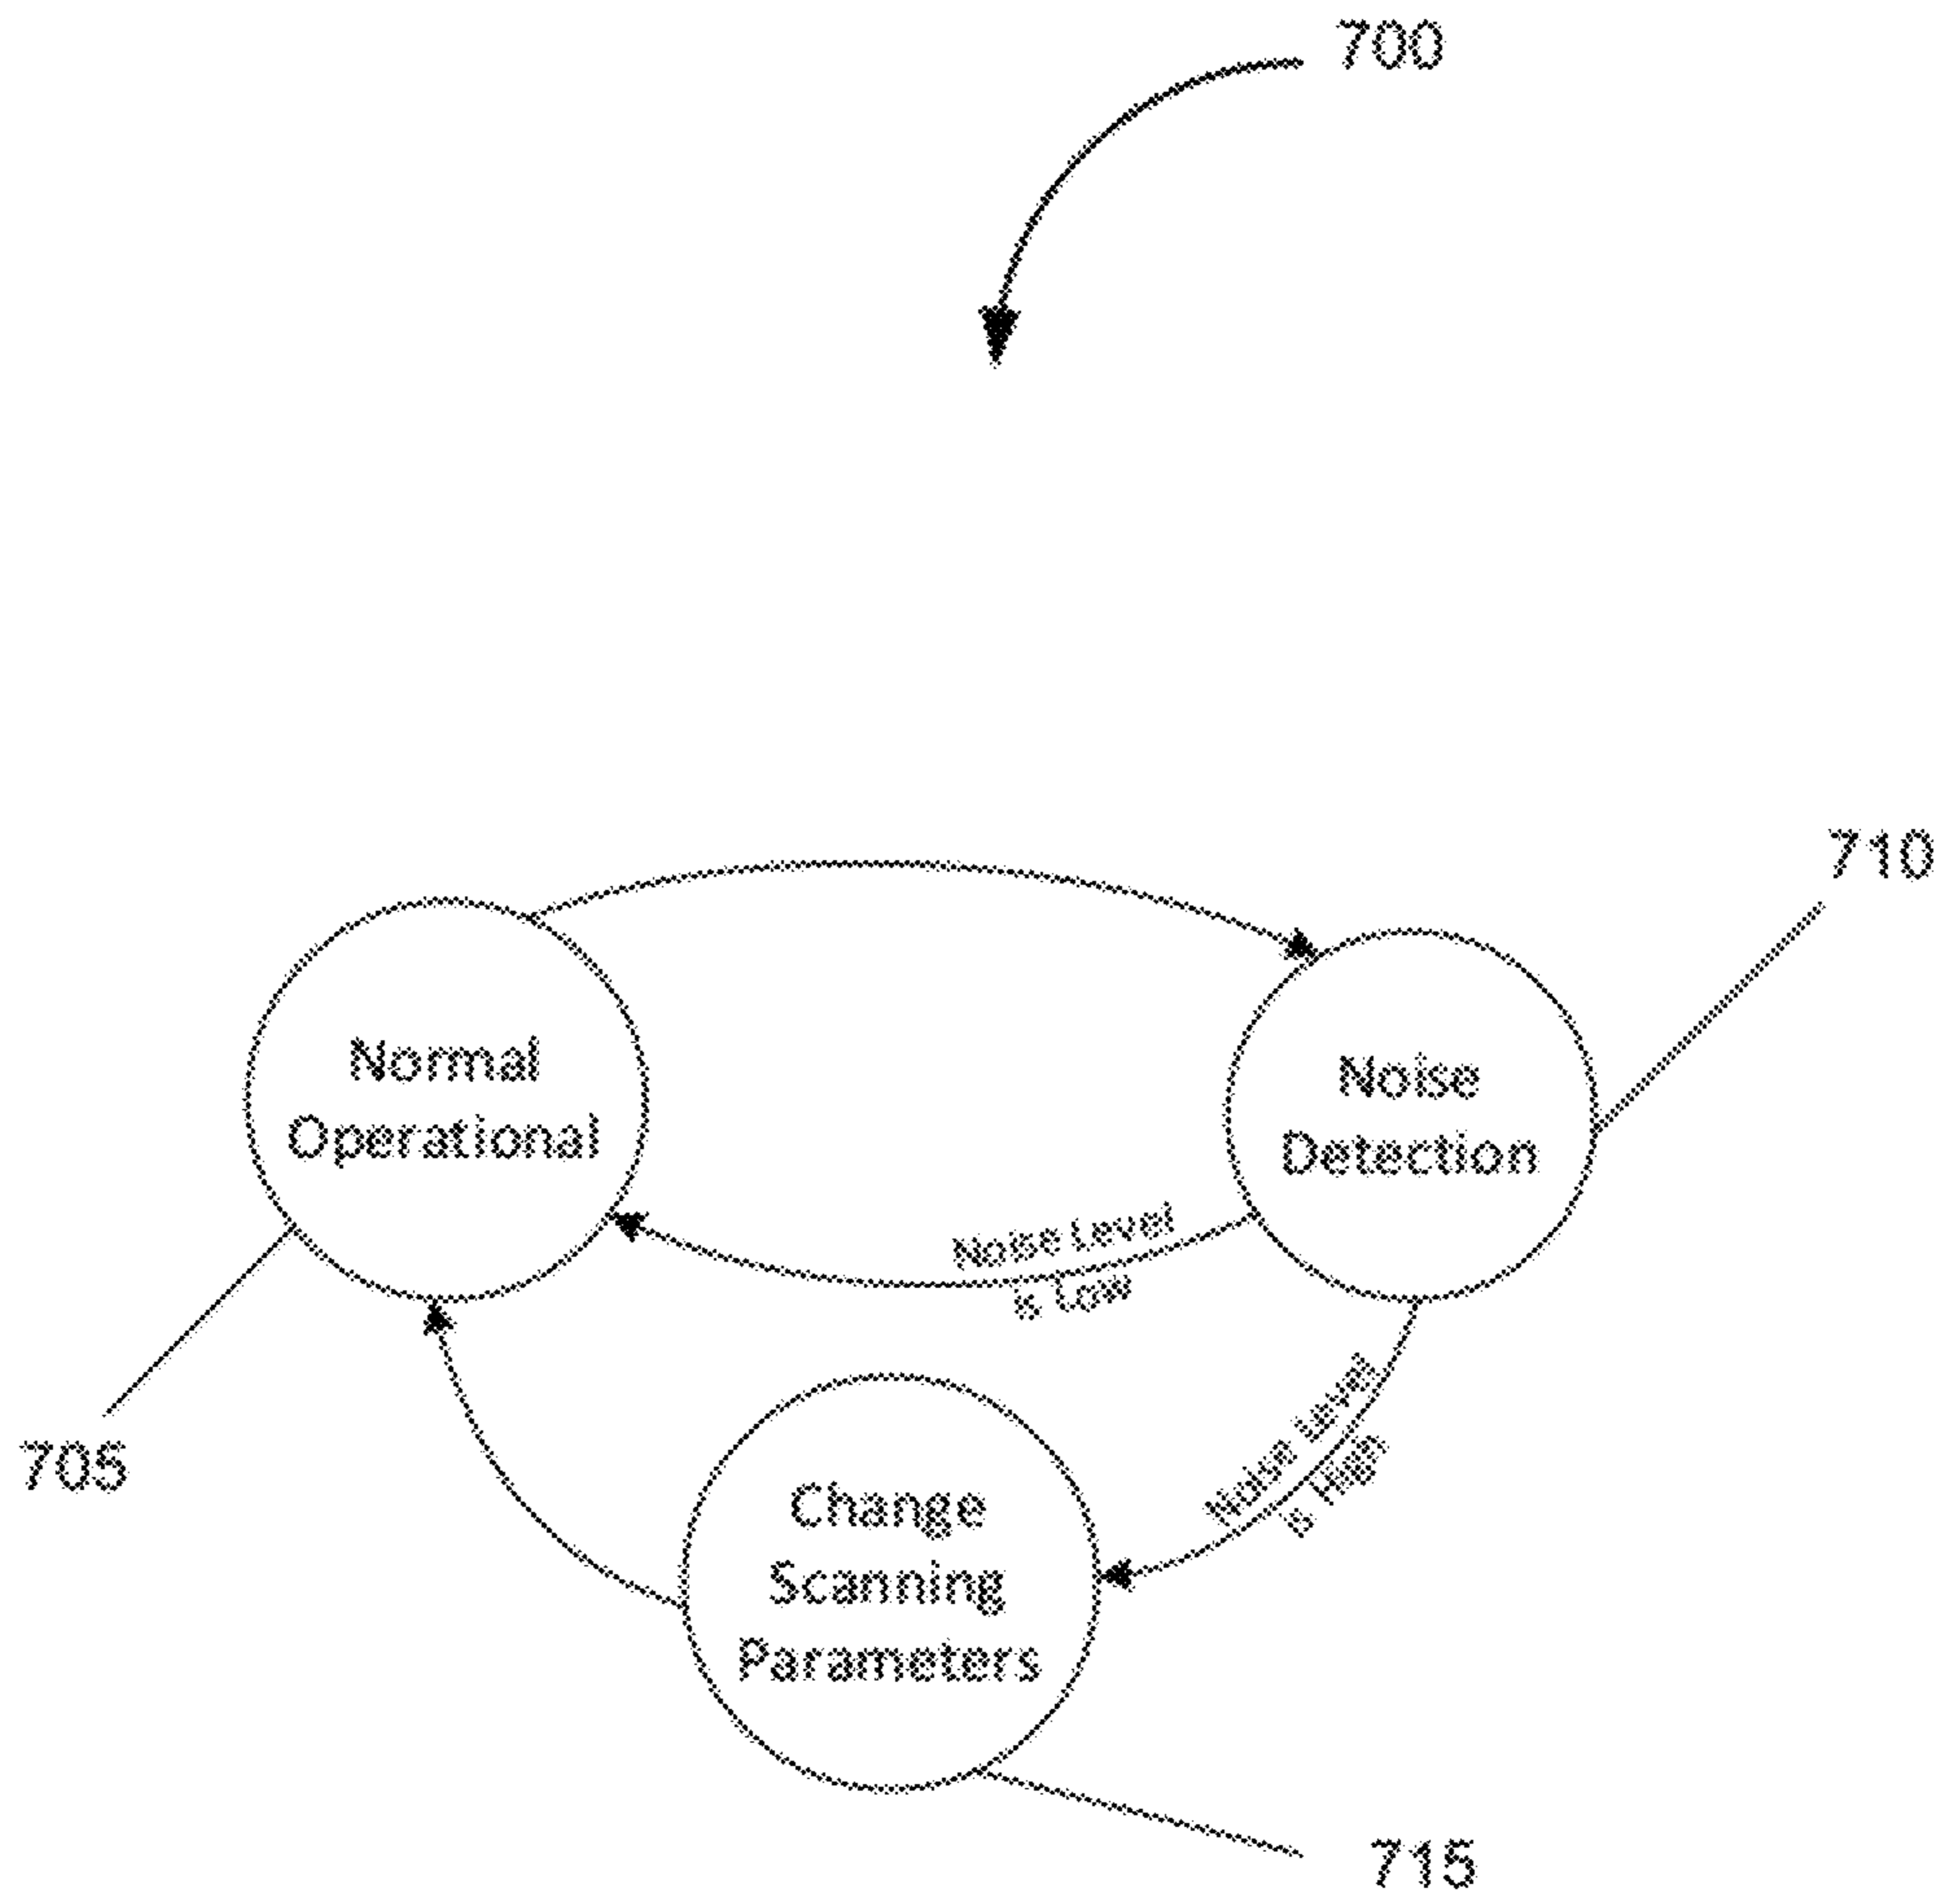 700
710
Normal
Operational
Noise
Detection
Noise Level
is Low
Noise Level
is High
705
Change
Scanning
Parameters
715